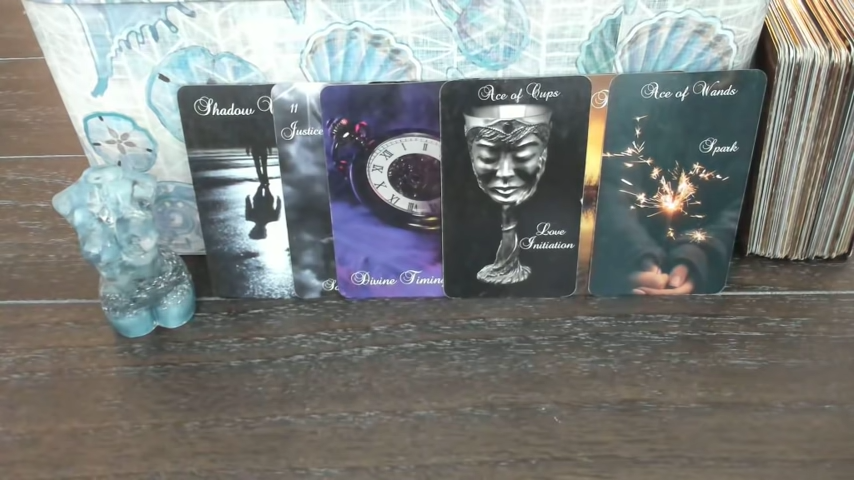 Shadow
11
Justice
Divine Timing
Ace of Cups
Love
Initiation
Ace of Wands
Spark